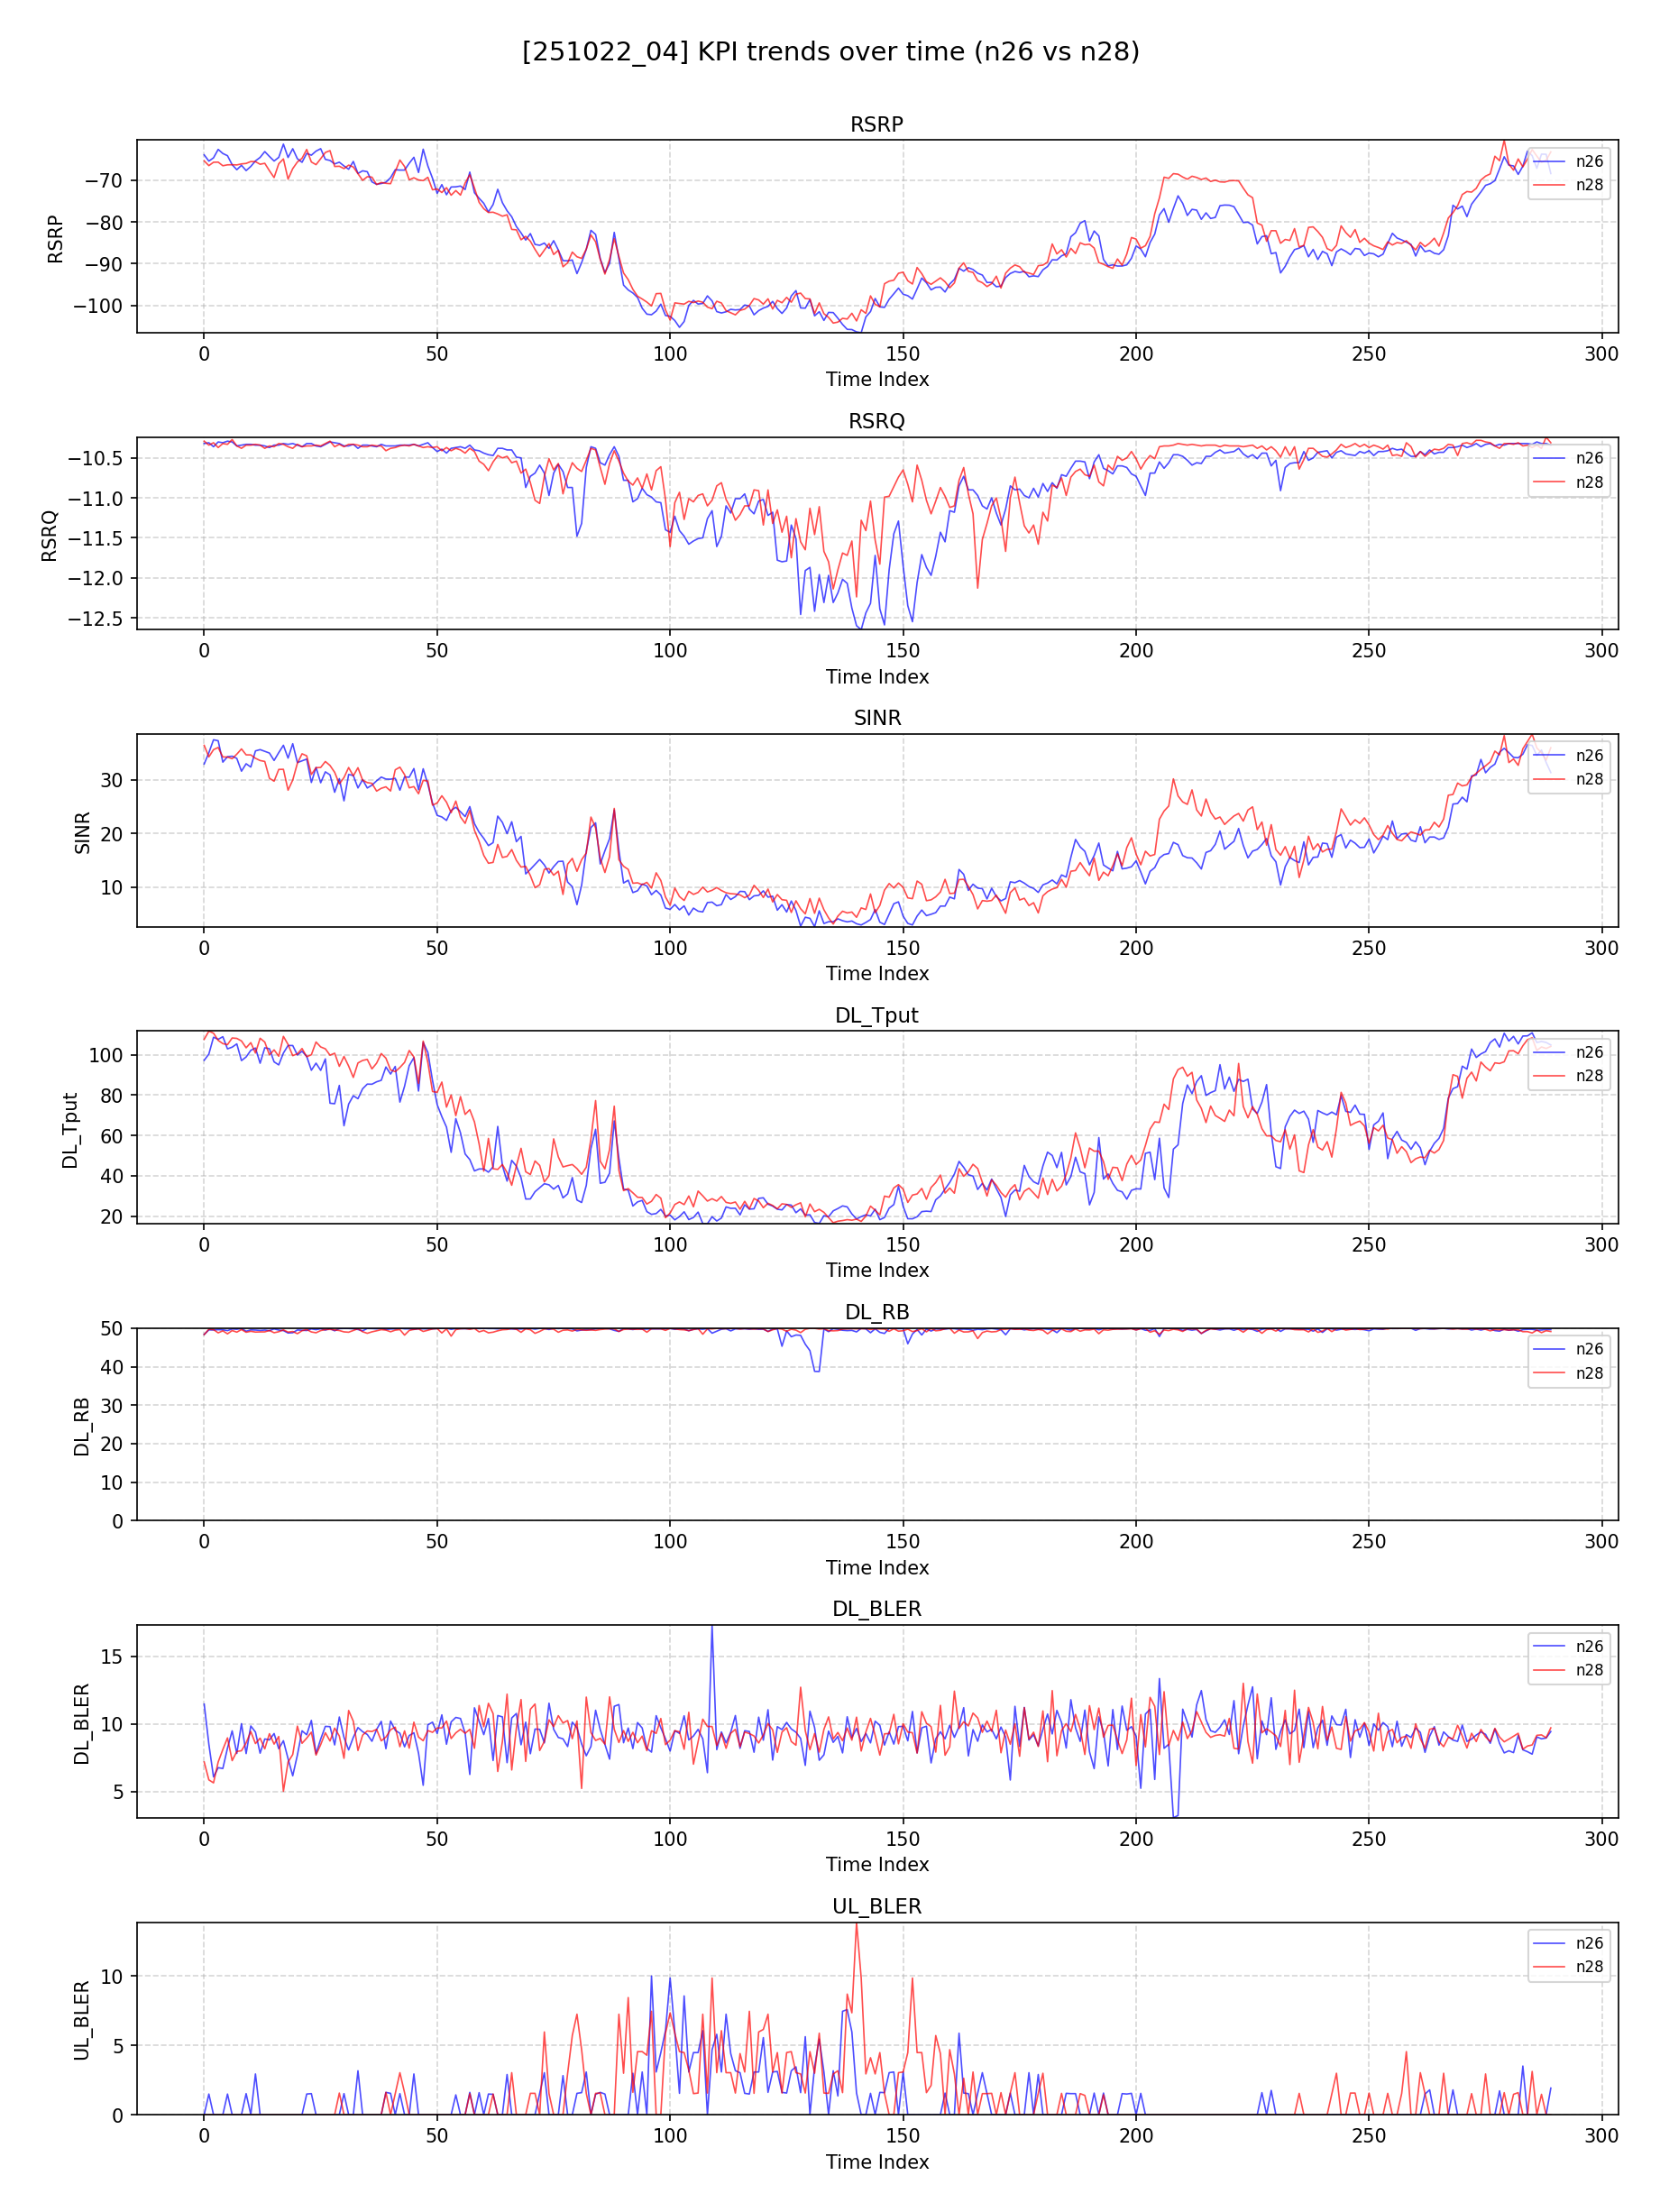 [251022_04] KPI trends over time (n26 vs n28)
RSRP
RSRP
−70
−80
−90
−100
n26
n28
0 50 100 150 200 250 300
Time Index
RSRQ
RSRQ
−10.5
−11.0
−11.5
−12.0
−12.5
n26
n28
0 50 100 150 200 250 300
Time Index
SINR
SINR
30
20
10
n26
n28
0 50 100 150 200 250 300
Time Index
DL_Tput
DL_Tput
100
80
60
40
20
n26
n28
0 50 100 150 200 250 300
Time Index
DL_RB
DL_RB
50
40
30
20
10
0
n26
n28
0 50 100 150 200 250 300
Time Index
DL_BLER
DL_BLER
15
10
5
n26
n28
0 50 100 150 200 250 300
Time Index
UL_BLER
UL_BLER
10
5
0
n26
n28
0 50 100 150 200 250 300
Time Index